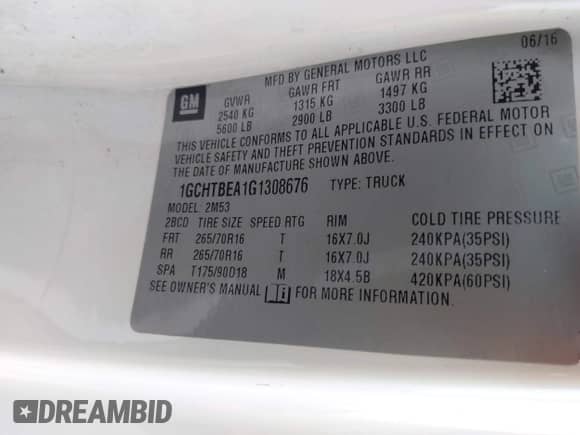 06/16
MFD BY GENERAL MOTORS LLC
GM
GVWR GAWR FRT GAWR RR
2540 KG 1315 KG 1497 KG
5600 LB 2900 LB 3300 LB
THIS VEHICLE CONFORMS TO ALL APPLICABLE U.S. FEDERAL MOTOR
VEHICLE SAFETY AND THEFT PREVENTION STANDARDS IN EFFECT ON
THE DATE OF MANUFACTURE SHOWN ABOVE.
1GCHTBEA1G1308676 TYPE: TRUCK
MODEL: 2M53
2BCD TIRE SIZE SPEED RTG RIM COLD TIRE PRESSURE
FRT 265/70R16 T 16X7.0J 240KPA(35PSI)
RR 265/70R16 T 16X7.0J 240KPA(35PSI)
SPA T175/90D18 M 18X4.5B 420KPA(60PSI)
SEE OWNER'S MANUAL i FOR MORE INFORMATION.
DREAMBID